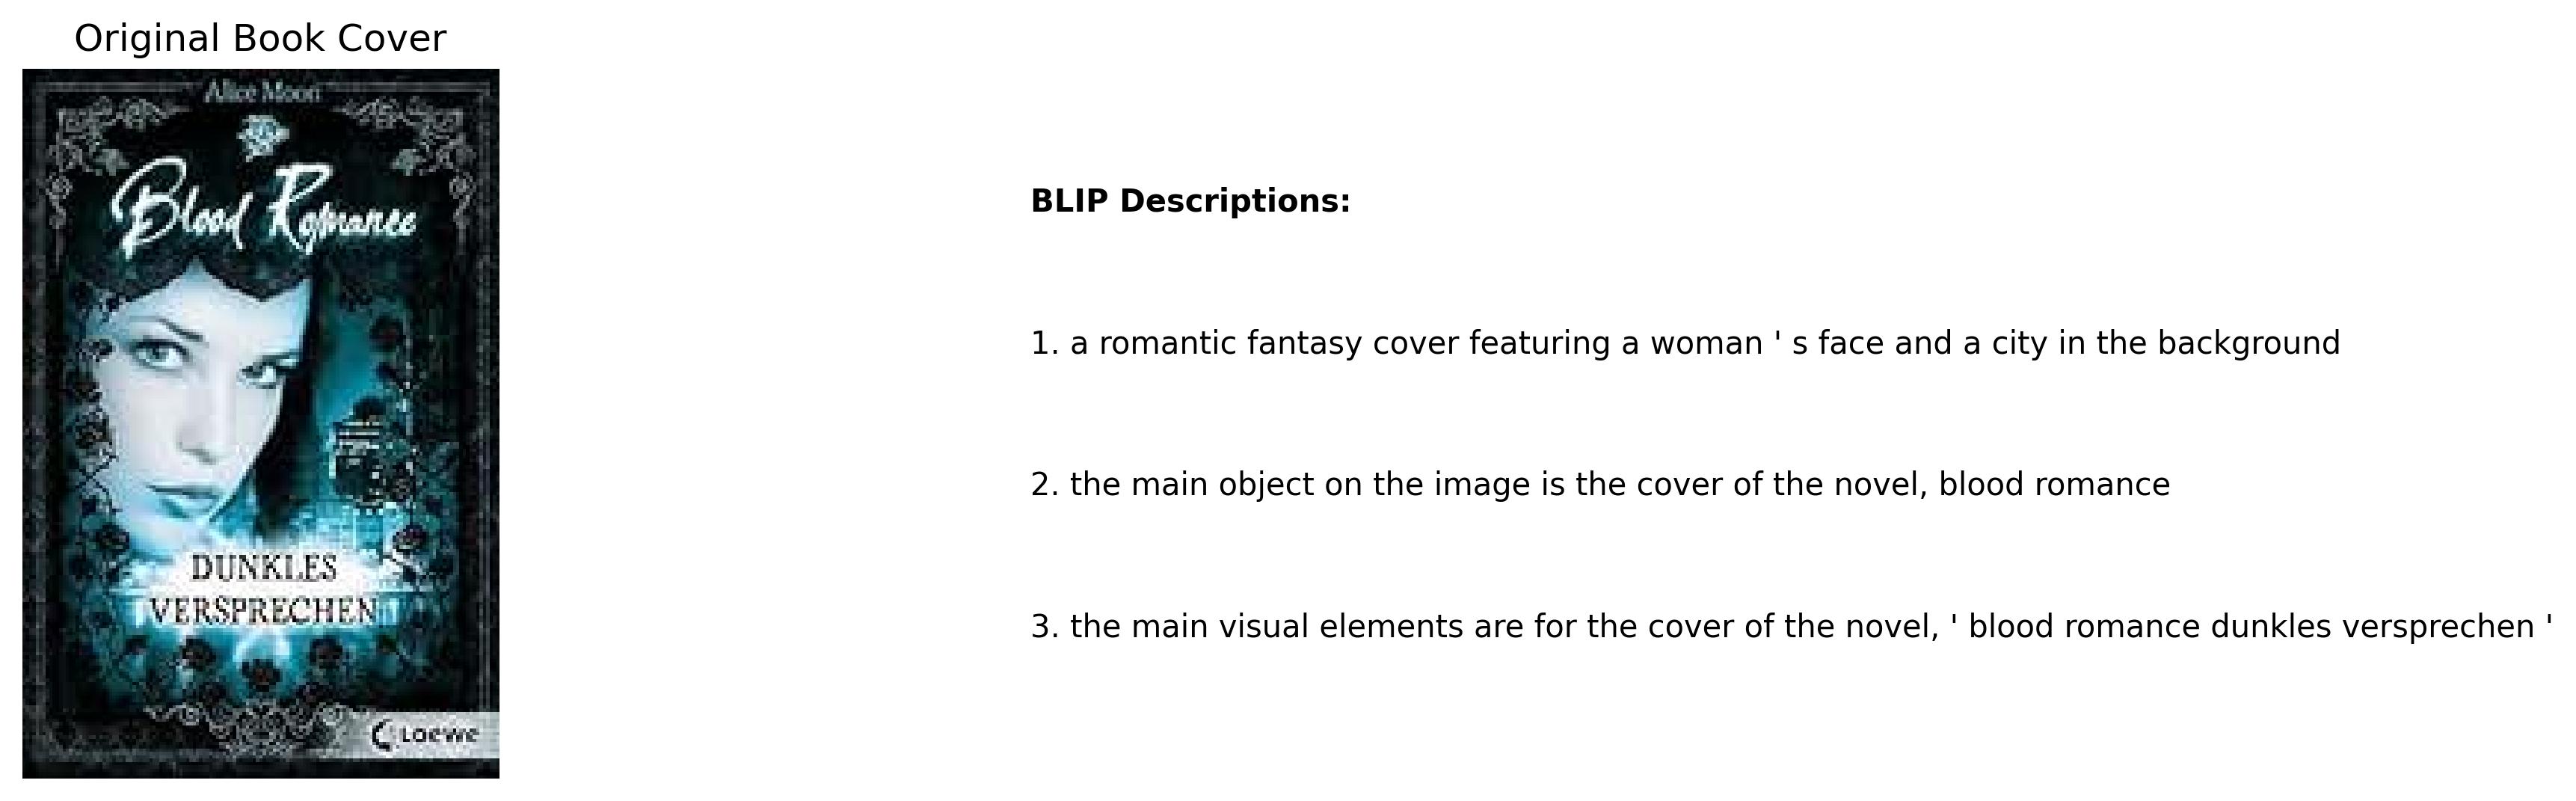 Original Book Cover
Alice Moon
Blood Romance
DUNKLES
VERSPRECHEN
Loewe
BLIP Descriptions:
1. a romantic fantasy cover featuring a woman ' s face and a city in the background
2. the main object on the image is the cover of the novel, blood romance
3. the main visual elements are for the cover of the novel, ' blood romance dunkles versprechen '